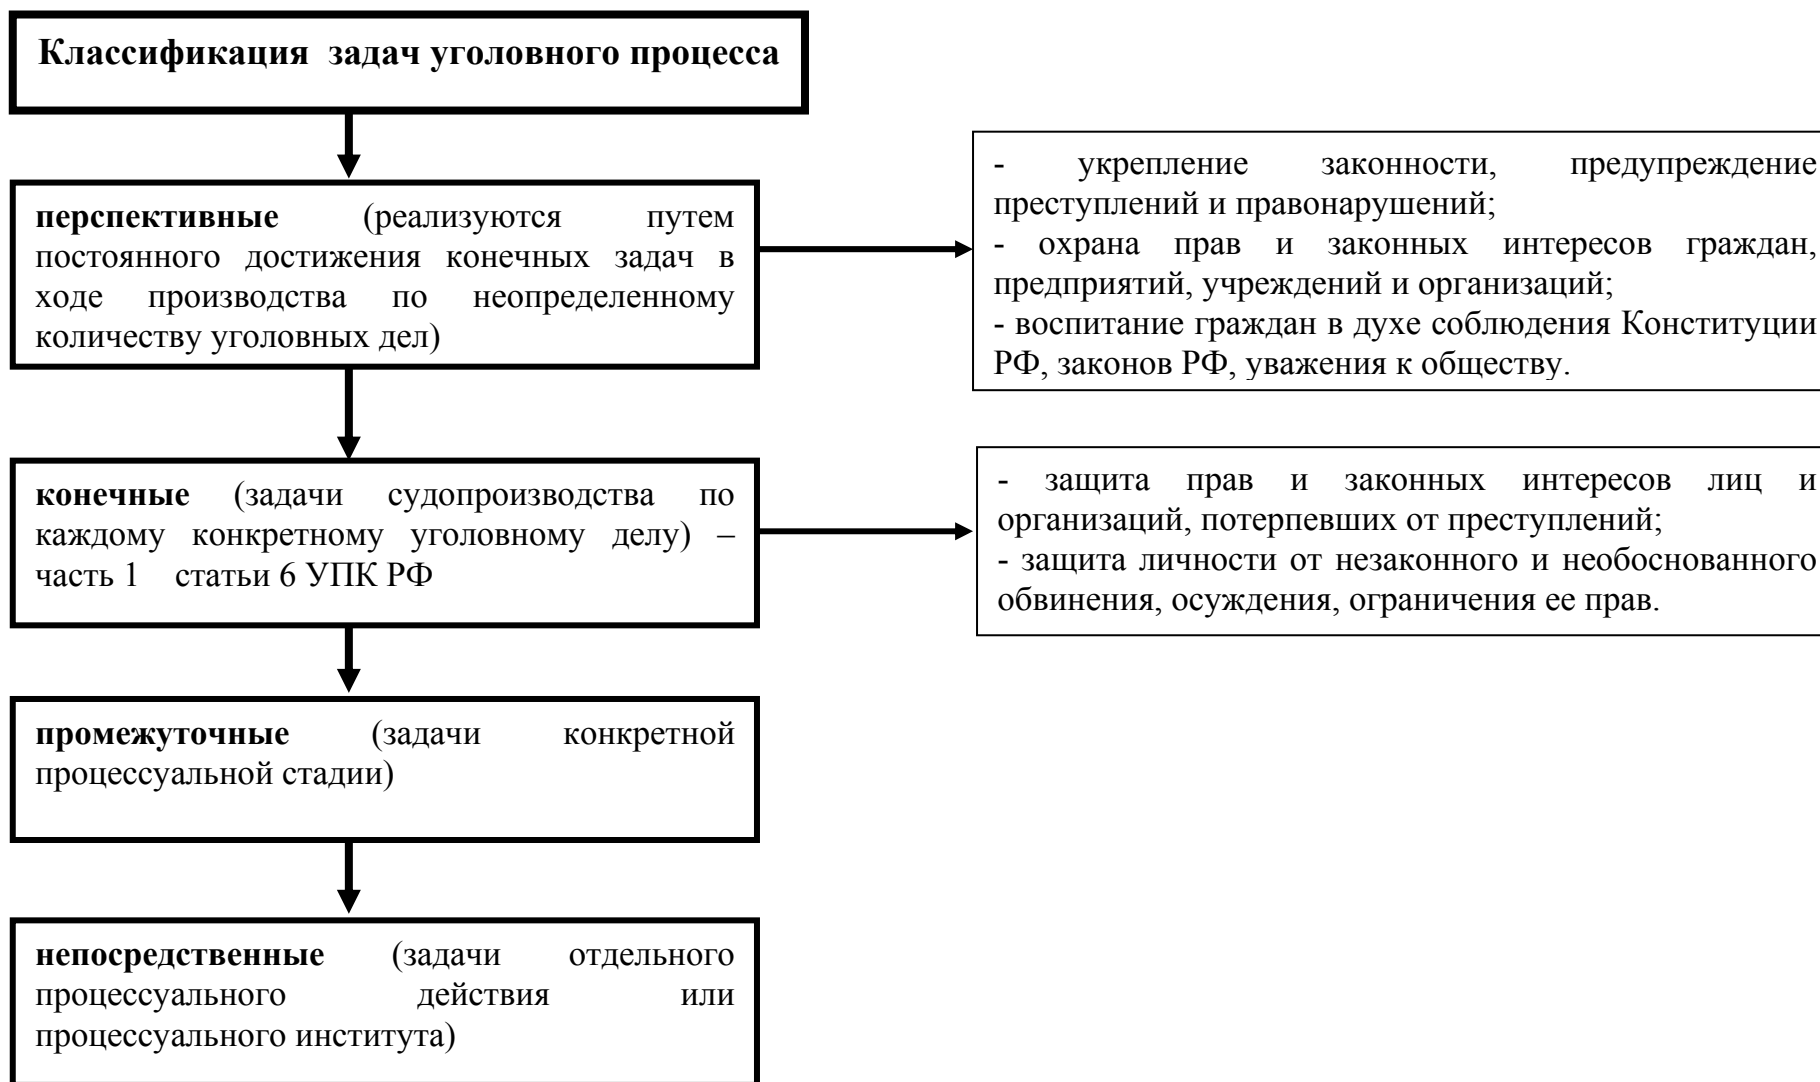 Классификация задач уголовного процесса
перспективные (реализуются путем
постоянного достижения конечных задач в
ходе производства по неопределенному
количеству уголовных дел)
- укрепление законности, предупреждение
преступлений и правонарушений;
- охрана прав и законных интересов граждан,
предприятий, учреждений и организаций;
- воспитание граждан в духе соблюдения Конституции
РФ, законов РФ, уважения к обществу.
конечные (задачи судопроизводства по
каждому конкретному уголовному делу) –
часть 1 статьи 6 УПК РФ
- защита прав и законных интересов лиц и
организаций, потерпевших от преступлений;
- защита личности от незаконного и необоснованного
обвинения, осуждения, ограничения ее прав.
промежуточные (задачи конкретной
процессуальной стадии)
непосредственные (задачи отдельного
процессуального действия или
процессуального института)